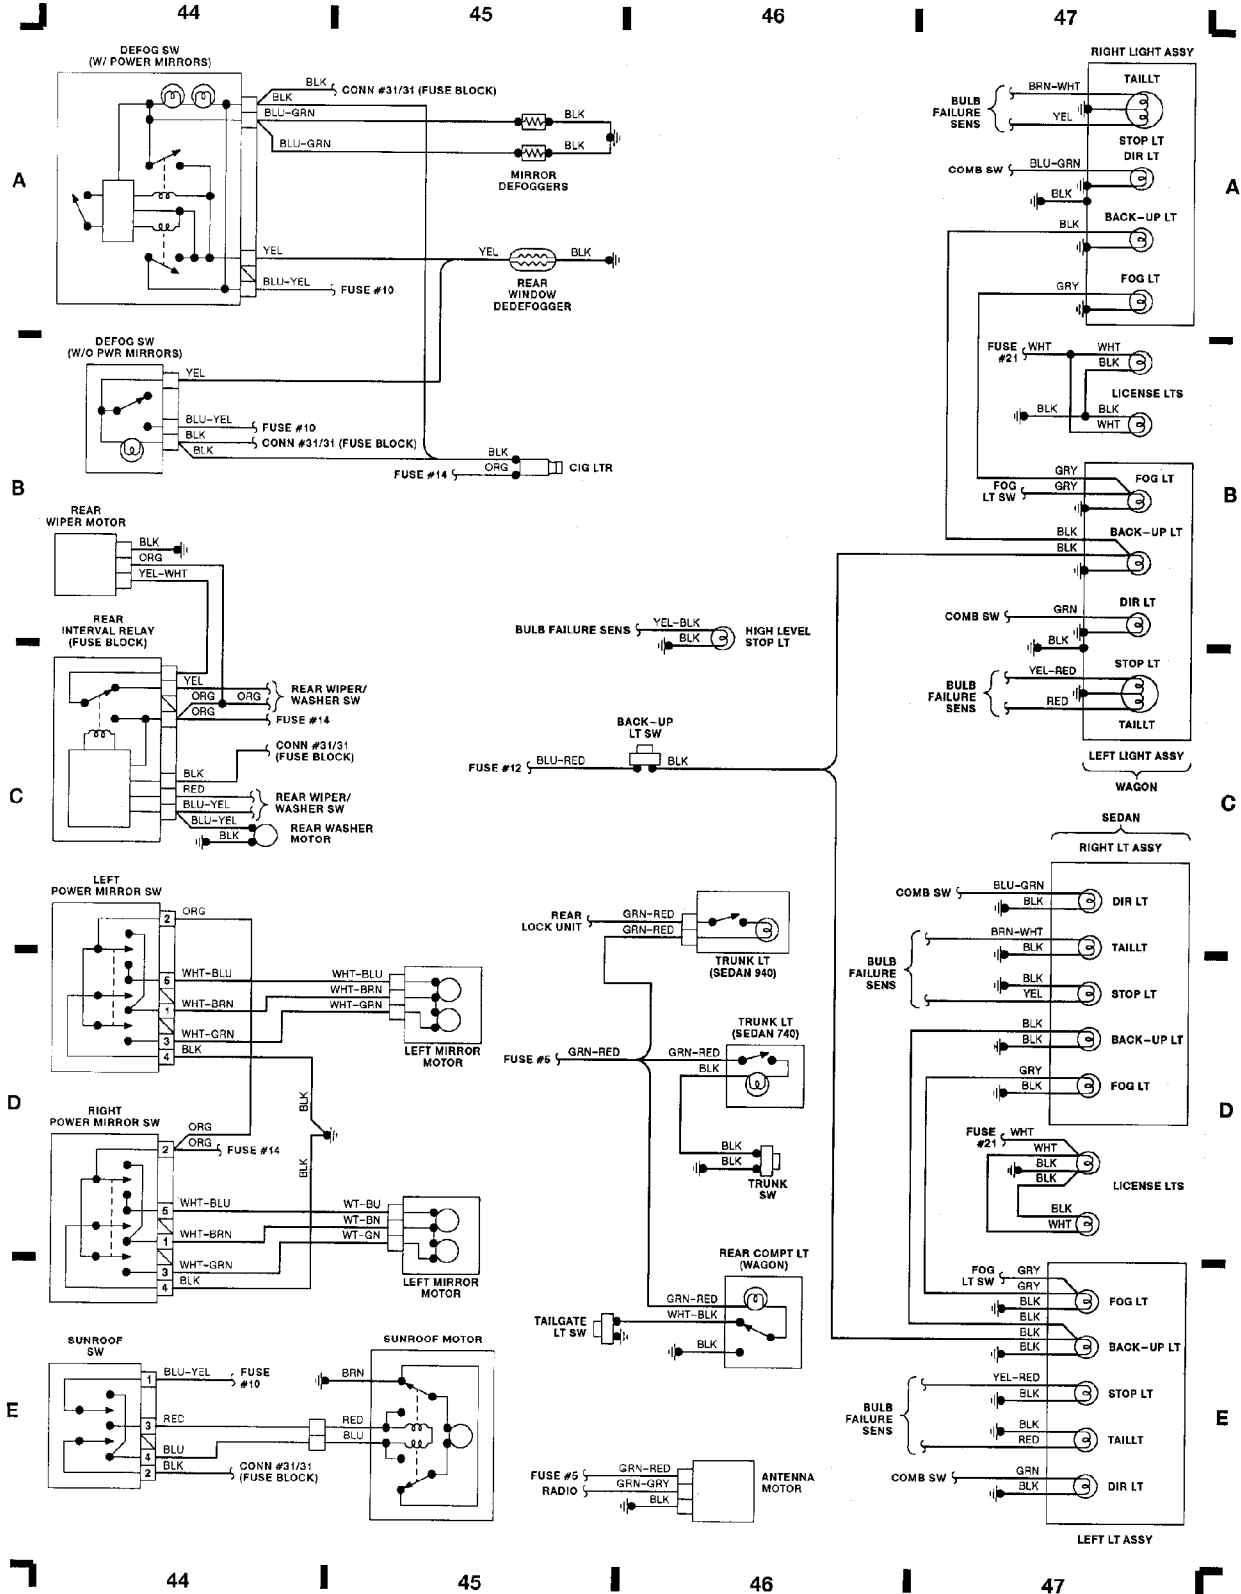 44
45
46
47
A
B
C
D
E
DEFOG SW
(W/ POWER MIRRORS)
BLK
CONN #31/31 (FUSE BLOCK)
BLK
BLU-GRN
BLK
BLU-GRN
BLK
MIRROR
DEFOGGERS
YEL
YEL
BLK
BLU-YEL
FUSE #10
REAR
WINDOW
DEDEFOGGER
DEFOG SW
(W/O PWR MIRRORS)
YEL
BLU-YEL
FUSE #10
BLK
CONN #31/31 (FUSE BLOCK)
BLK
BLK
ORG
FUSE #14
CIG LTR
REAR
WIPER MOTOR
BLK
ORG
YEL-WHT
REAR
INTERVAL RELAY
(FUSE BLOCK)
YEL
ORG
ORG
REAR WIPER/
WASHER SW
ORG
FUSE #14
CONN #31/31
(FUSE BLOCK)
BLK
RED
BLU-YEL
REAR WIPER/
WASHER SW
BLU-YEL
BLK
REAR WASHER
MOTOR
LEFT
POWER MIRROR SW
2
ORG
5
WHT-BLU
WHT-BLU
1
WHT-BRN
WHT-BRN
3
WHT-GRN
WHT-GRN
4
BLK
LEFT MIRROR
MOTOR
BLK
BLK
RIGHT
POWER MIRROR SW
ORG
2
ORG
FUSE #14
5
WHT-BLU
WT-BU
1
WHT-BRN
WT-BN
3
WHT-GRN
WT-GN
4
BLK
LEFT MIRROR
MOTOR
SUNROOF
SW
1
BLU-YEL
FUSE
#10
3
RED
RED
4
BLU
BLU
2
BLK
CONN #31/31
(FUSE BLOCK)
SUNROOF MOTOR
BRN
BULB FAILURE SENS
YEL-BLK
BLK
HIGH LEVEL
STOP LT
BACK-UP
LT SW
FUSE #12
BLU-RED
BLK
REAR
LOCK UNIT
GRN-RED
GRN-RED
TRUNK LT
(SEDAN 940)
TRUNK LT
(SEDAN 740)
FUSE #5
GRN-RED
GRN-RED
BLK
BLK
BLK
TRUNK
SW
REAR COMPT LT
(WAGON)
GRN-RED
WHT-BLK
TAILGATE
LT SW
BLK
FUSE #5
GRN-RED
RADIO
GRN-GRY
BLK
ANTENNA
MOTOR
RIGHT LIGHT ASSY
BULB
FAILURE
SENS
BRN-WHT
YEL
TAILLT
STOP LT
COMB SW
BLU-GRN
DIR LT
BLK
BLK
BACK-UP LT
GRY
FOG LT
FUSE
#21
WHT
WHT
BLK
LICENSE LTS
BLK
BLK
WHT
GRY
FOG LT
FOG
LT SW
GRY
BLK
BACK-UP LT
BLK
COMB SW
GRN
DIR LT
BLK
BULB
FAILURE
SENS
YEL-RED
RED
STOP LT
TAILLT
LEFT LIGHT ASSY
WAGON
SEDAN
RIGHT LT ASSY
COMB SW
BLU-GRN
BLK
DIR LT
BULB
FAILURE
SENS
BRN-WHT
BLK
TAILLT
BLK
YEL
STOP LT
BLK
BLK
BACK-UP LT
GRY
BLK
FOG LT
FUSE
#21
WHT
WHT
BLK
BLK
BLK
WHT
LICENSE LTS
FOG
LT SW
GRY
GRY
BLK
FOG LT
BLK
BLK
BLK
BACK-UP LT
BULB
FAILURE
SENS
YEL-RED
BLK
STOP LT
BLK
RED
TAILLT
COMB SW
GRN
BLK
DIR LT
LEFT LT ASSY
A
B
C
D
E
44
45
46
47